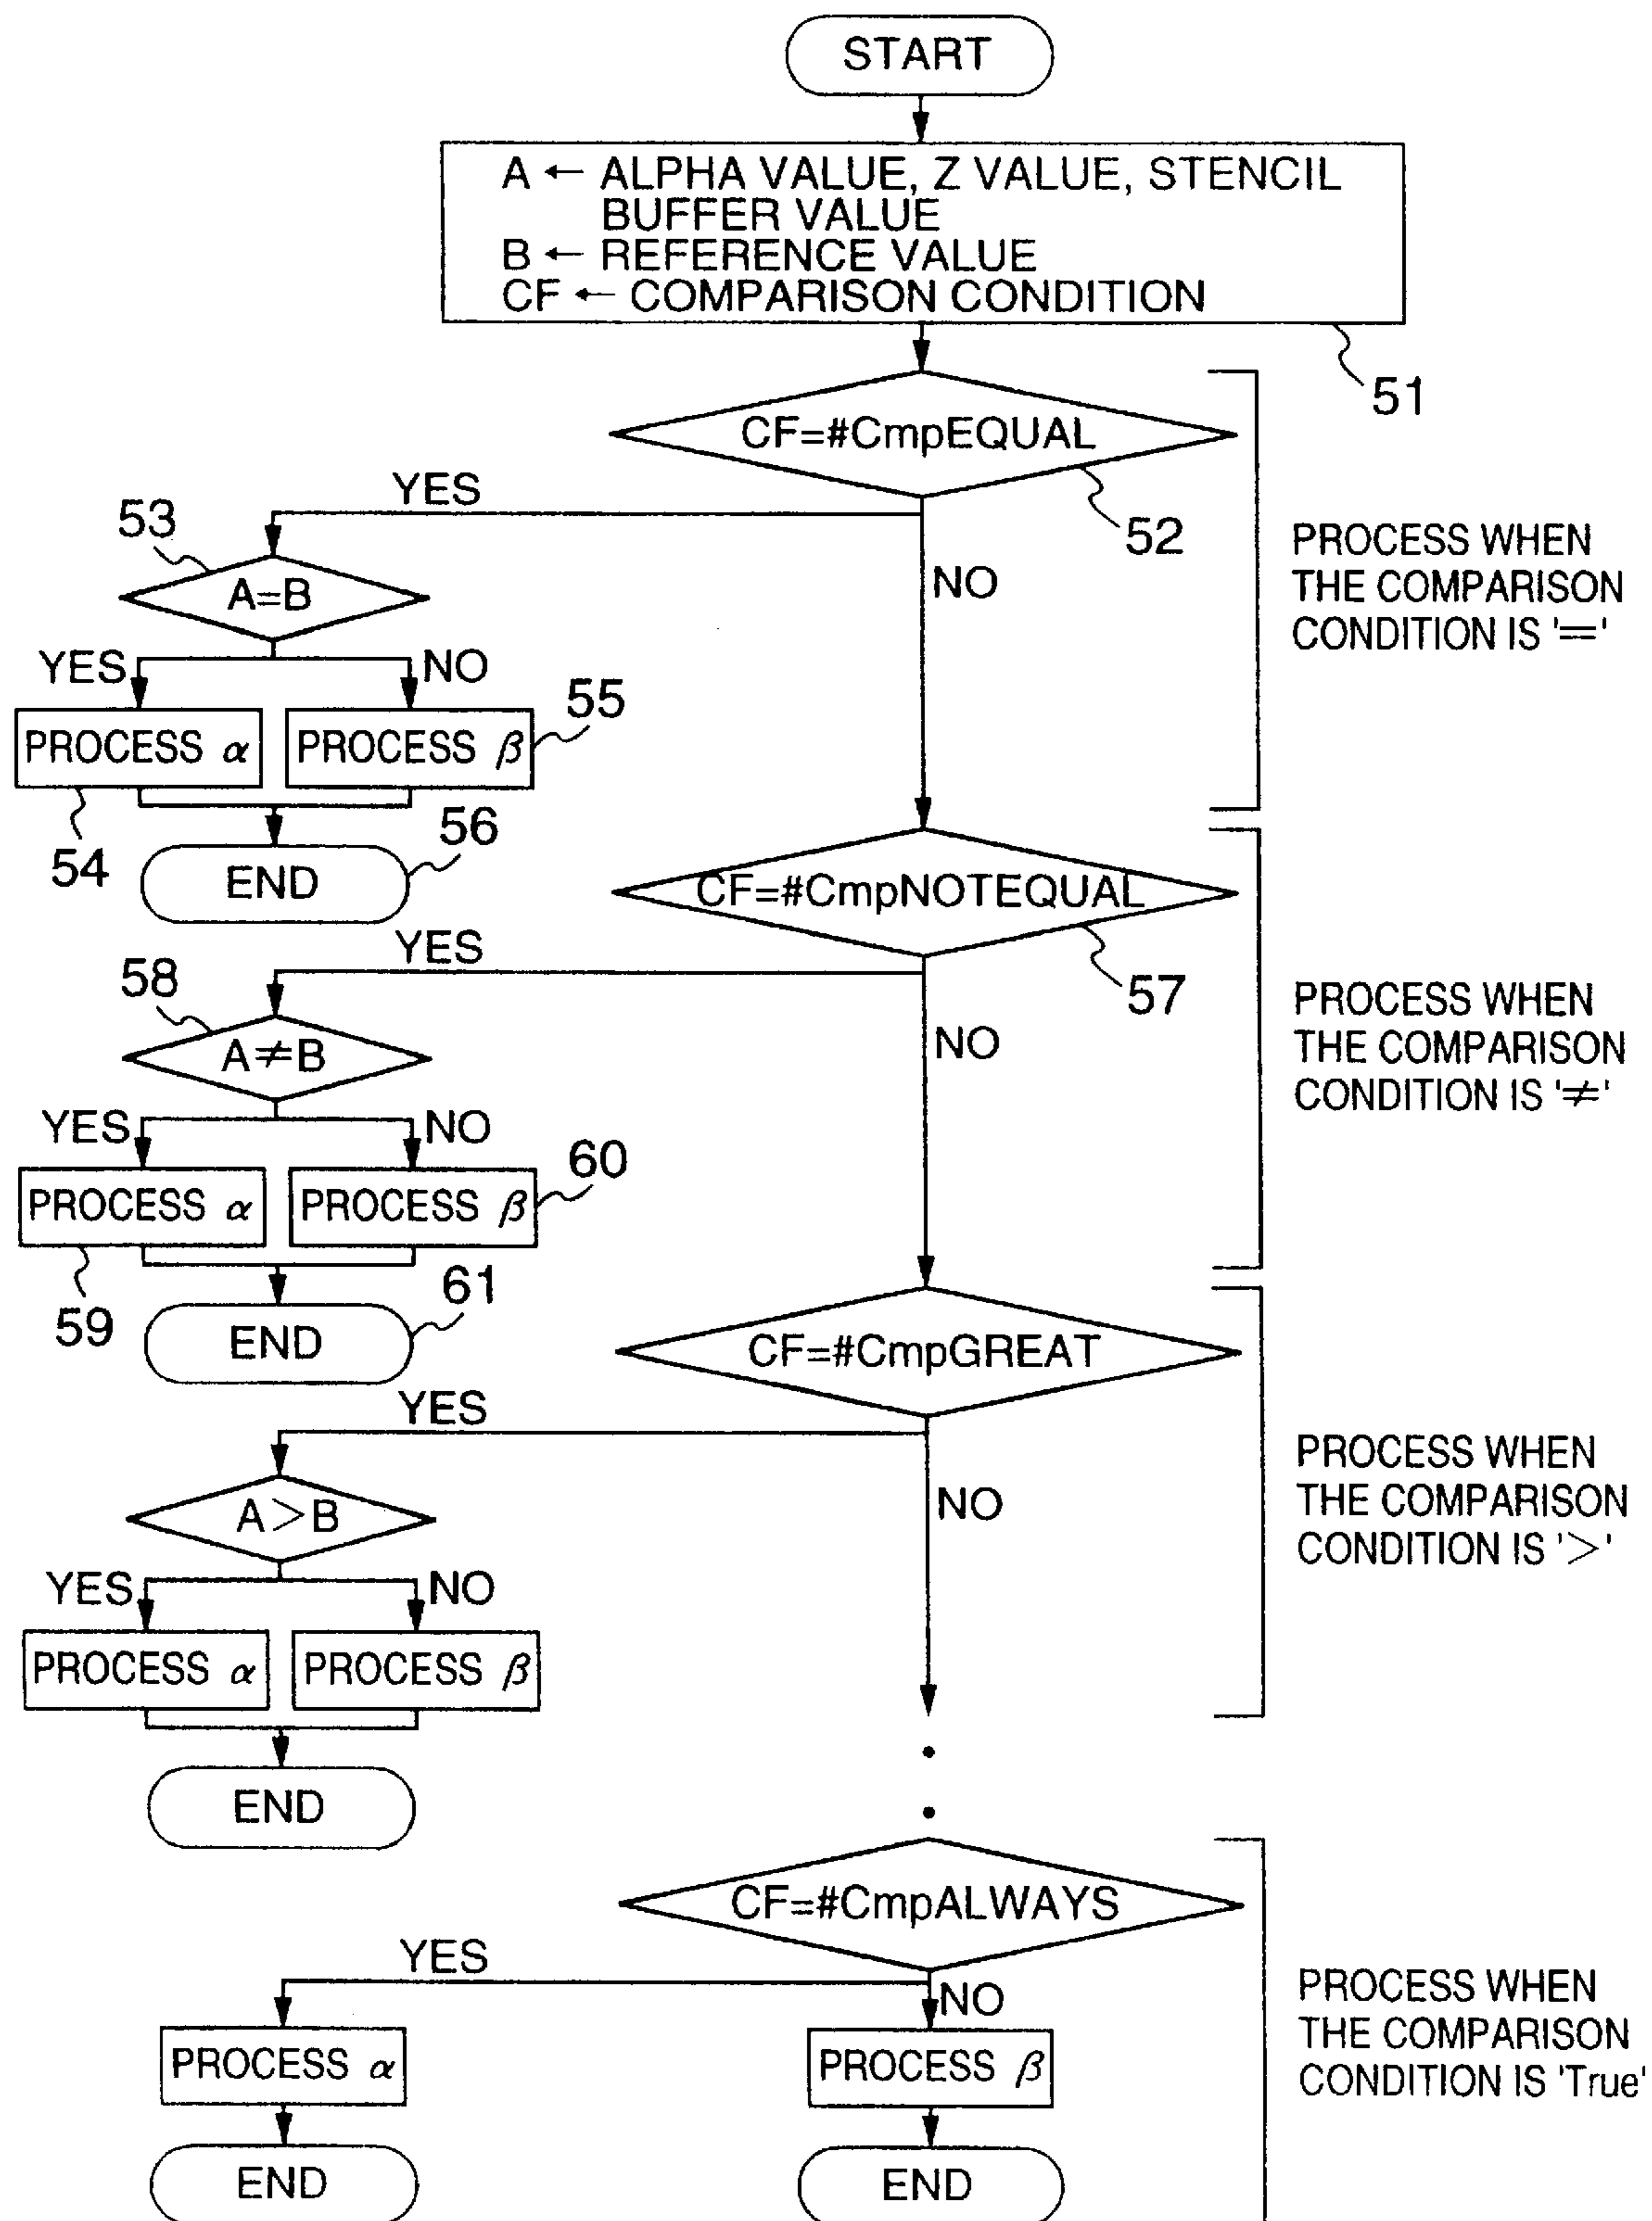 START
A ← ALPHA VALUE, Z VALUE, STENCIL
BUFFER VALUE
B ← REFERENCE VALUE
CF ← COMPARISON CONDITION
51
CF=#CmpEQUAL
52
YES
NO
PROCESS WHEN
THE COMPARISON
CONDITION IS '=='
53
A=B
YES
NO
PROCESS α
PROCESS β
55
54
END
56
CF=#CmpNOTEQUAL
57
YES
NO
PROCESS WHEN
THE COMPARISON
CONDITION IS '≠'
58
A≠B
YES
NO
PROCESS α
PROCESS β
60
59
END
61
CF=#CmpGREAT
YES
NO
PROCESS WHEN
THE COMPARISON
CONDITION IS '>'
A>B
YES
NO
PROCESS α
PROCESS β
END
CF=#CmpALWAYS
YES
NO
PROCESS WHEN
THE COMPARISON
CONDITION IS 'True'
PROCESS α
PROCESS β
END
END